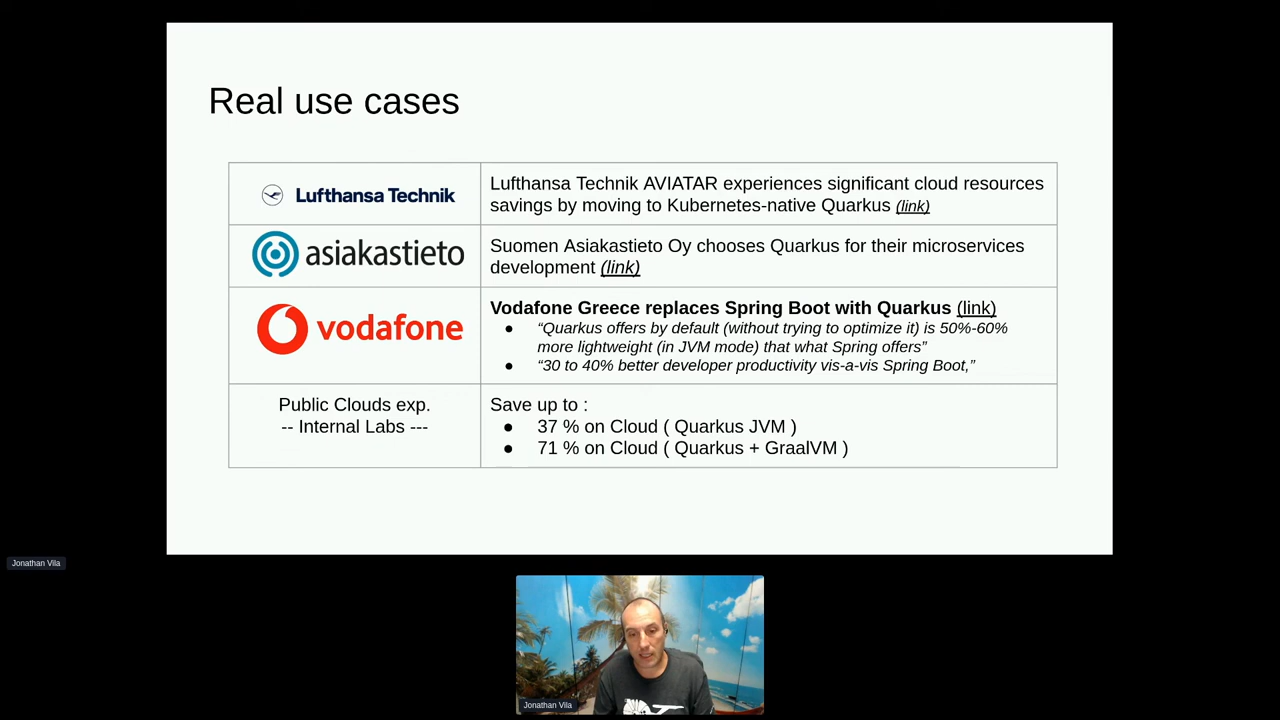 Real use cases
Lufthansa Technik
Lufthansa Technik AVIATAR experiences significant cloud resources
savings by moving to Kubernetes-native Quarkus (link)
asiakastieto
Suomen Asiakastieto Oy chooses Quarkus for their microservices
development (link)
vodafone
Vodafone Greece replaces Spring Boot with Quarkus (link)
● “Quarkus offers by default (without trying to optimize it) is 50%-60%
more lightweight (in JVM mode) that what Spring offers”
● “30 to 40% better developer productivity vis-a-vis Spring Boot,”
Public Clouds exp.
-- Internal Labs ---
Save up to :
● 37 % on Cloud ( Quarkus JVM )
● 71 % on Cloud ( Quarkus + GraalVM )
Jonathan Vila
Jonathan Vila